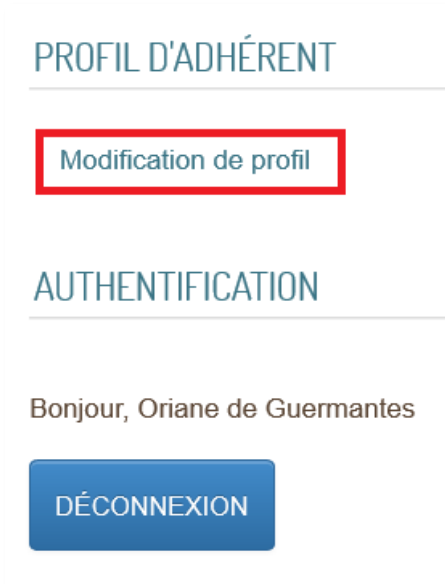 PROFIL D'ADHÉRENT
Modification de profil
AUTHENTIFICATION
Bonjour, Oriane de Guermantes
DÉCONNEXION